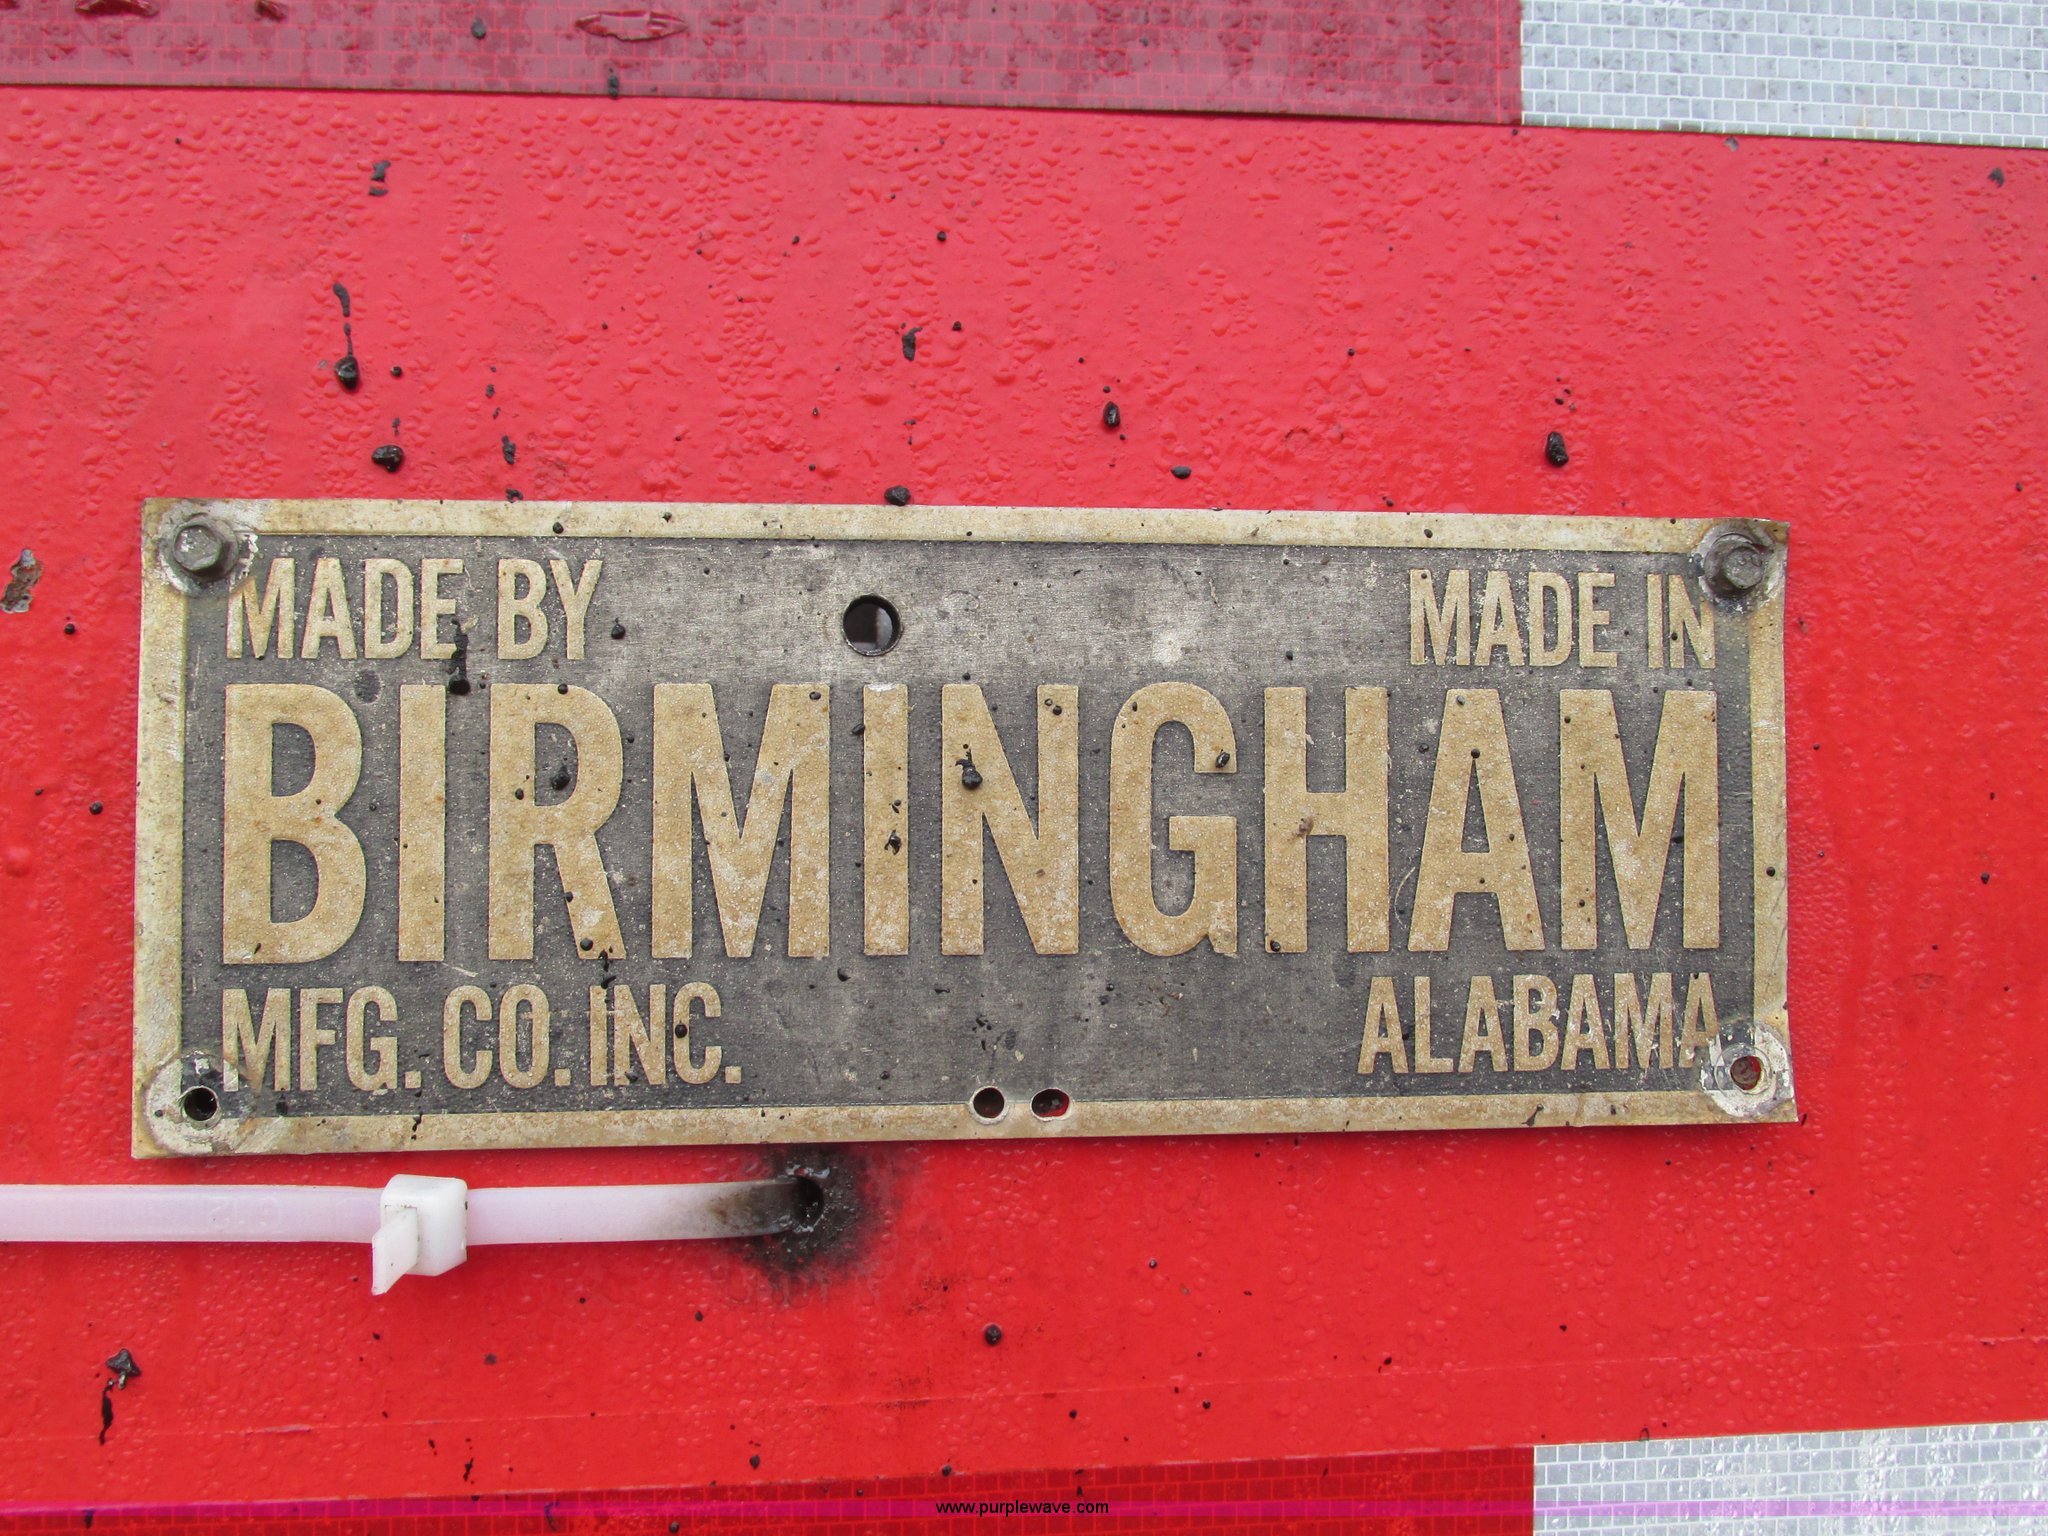 MADE BY
MADE IN
BIRMINGHAM
MFG. CO. INC.
ALABAMA
www.purplewave.com